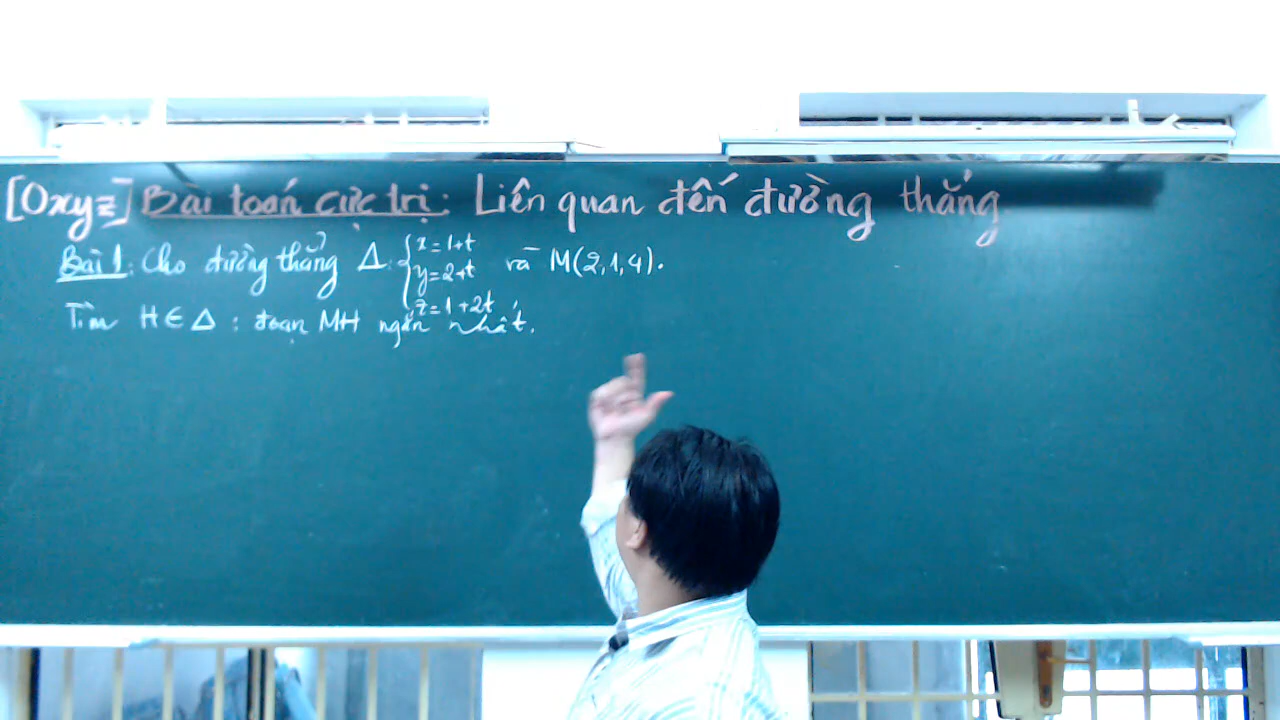 [Oxyz] Bài toán cực trị: Liên quan đến đường thẳng
Bài 1: Cho đường thẳng Δ: { x = 1+t
y = 2+t và M(2,1,4).
z = 1+2t
Tìm H ∈ Δ : đoạn MH ngắn nhất.